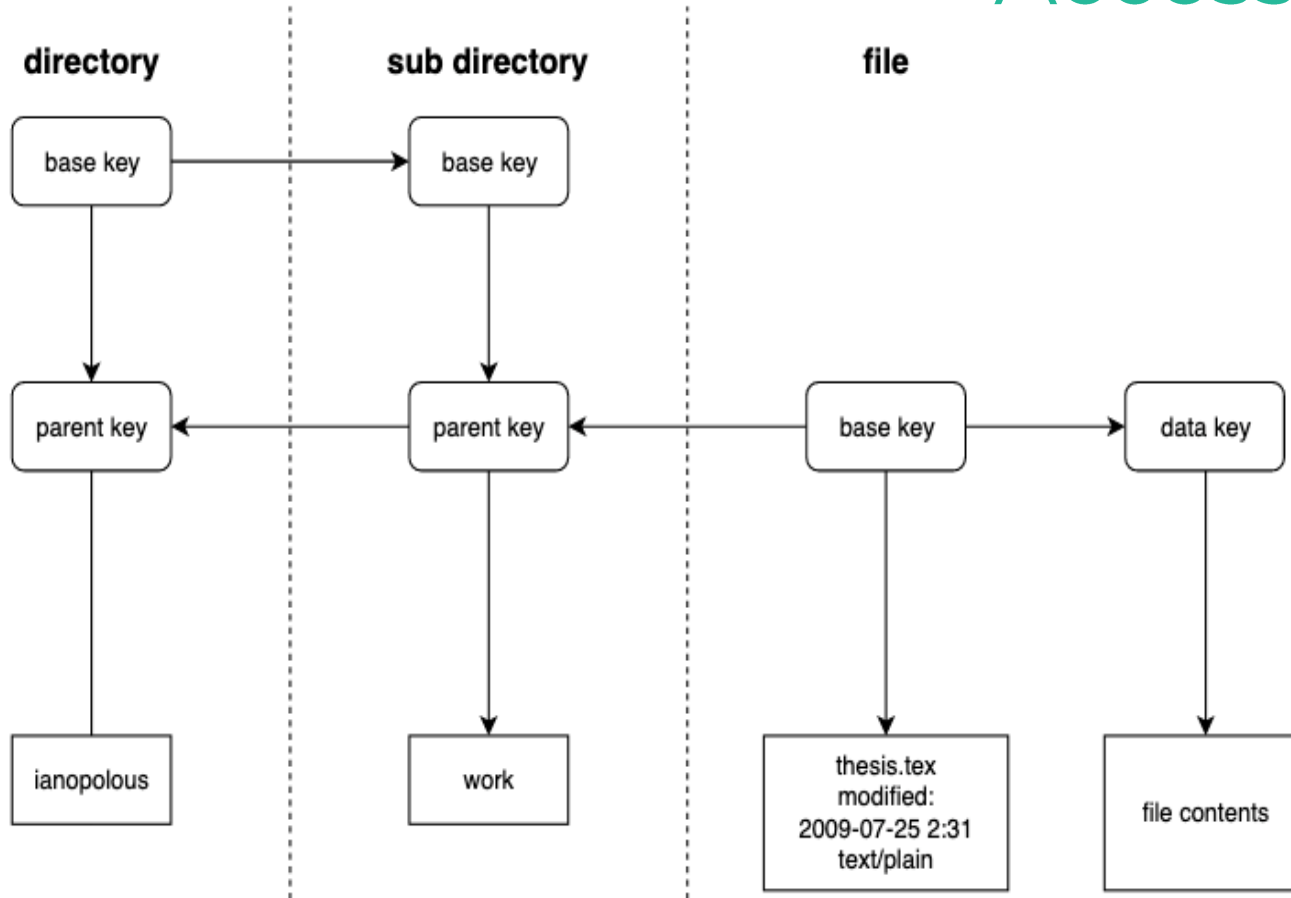 Access
directory
sub directory
file
base key
base key
parent key
parent key
base key
data key
ianopolous
work
thesis.tex
modified:
2009-07-25 2:31
text/plain
file contents